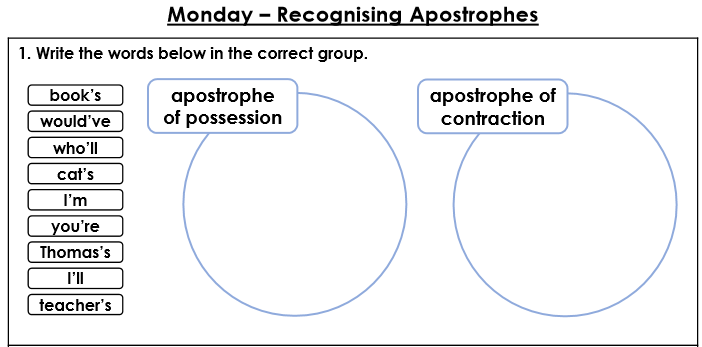 Monday – Recognising Apostrophes
1. Write the words below in the correct group.
book's
would've
who'll
cat's
I'm
you're
Thomas's
I'll
teacher's
apostrophe
of possession
apostrophe of
contraction